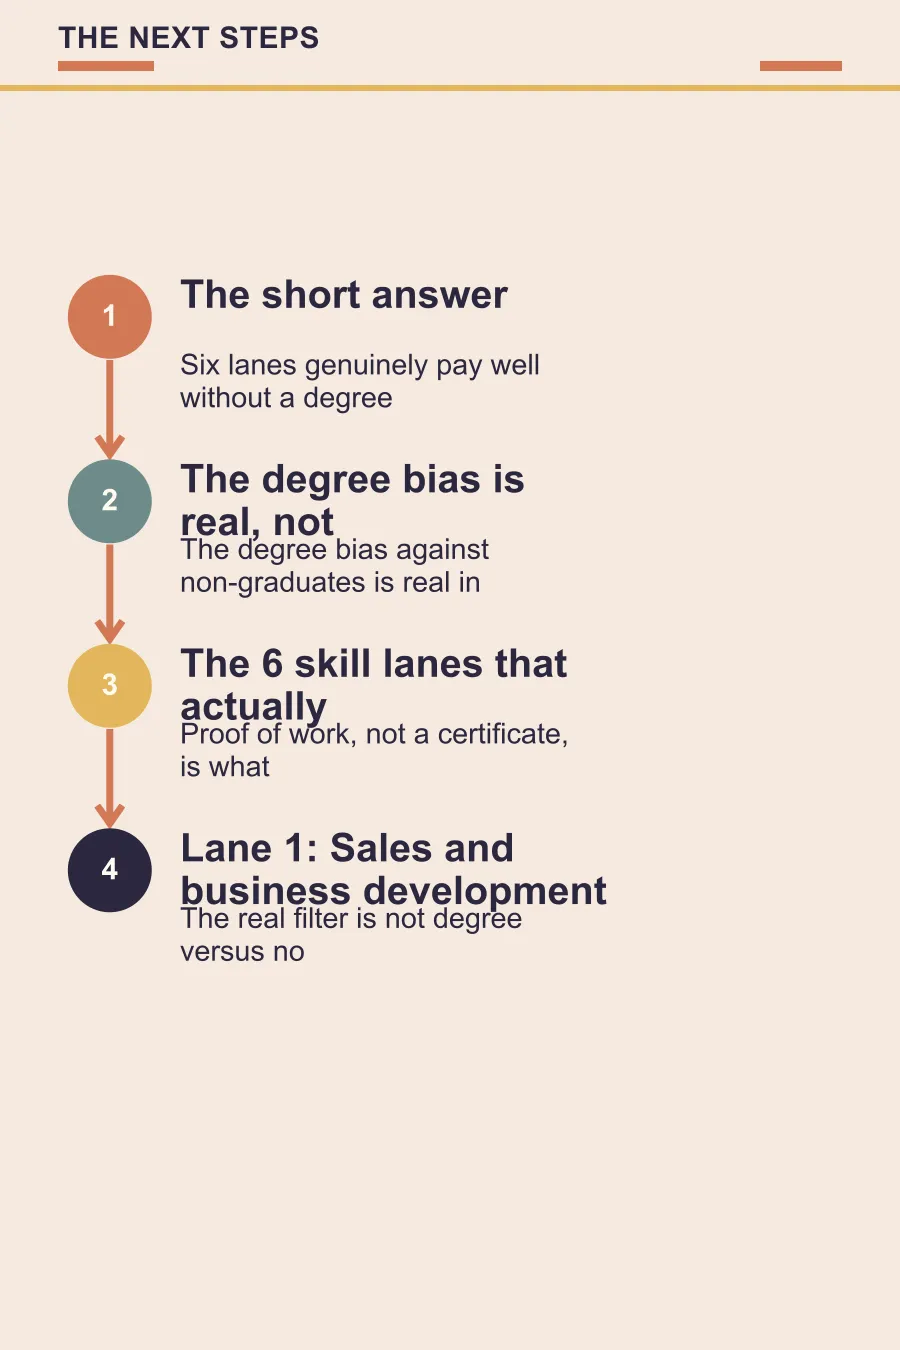 THE NEXT STEPS
1
The short answer
Six lanes genuinely pay well
without a degree
2
The degree bias is
real, not
The degree bias against
non-graduates is real in
3
The 6 skill lanes that
actually
Proof of work, not a certificate,
is what
4
Lane 1: Sales and
business development
The real filter is not degree
versus no